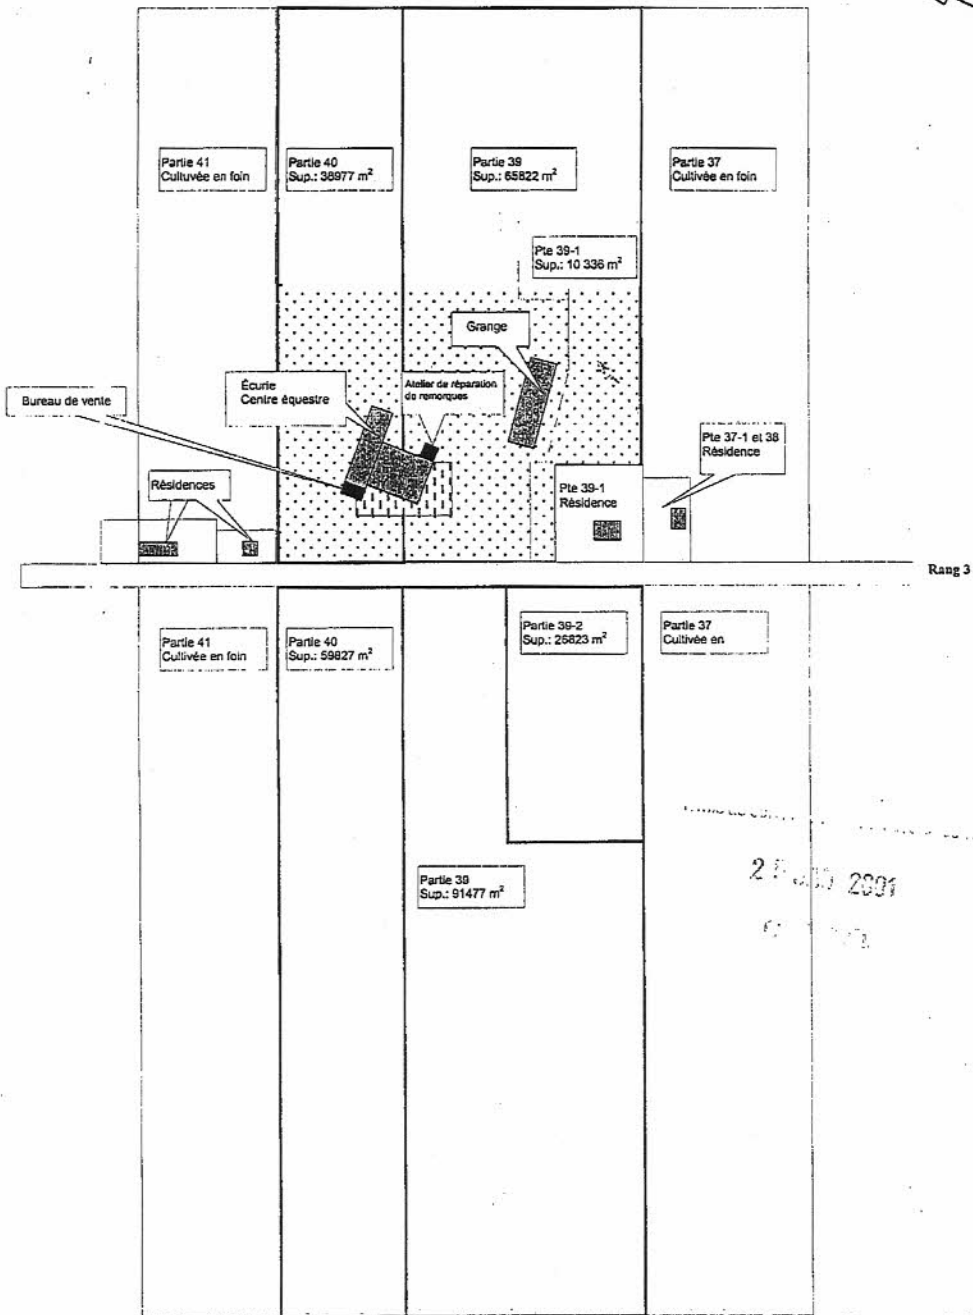 Partie 41
Cultuvée en foin
Partie 40
Sup.: 38977 m²
Partie 39
Sup.: 65822 m²
Partie 37
Cultivée en foin
Pte 39-1
Sup.: 10 336 m²
Grange
Écurie
Centre équestre
Atelier de réparation
de remorques
Bureau de vente
Pte 37-1 et 38
Résidence
Résidences
Pte 39-1
Résidence
Rang 3
Partie 41
Cultivée en foin
Partie 40
Sup.: 59827 m²
Partie 39-2
Sup.: 25823 m²
Partie 37
Cultivée en
Partie 39
Sup.: 91477 m²
2001